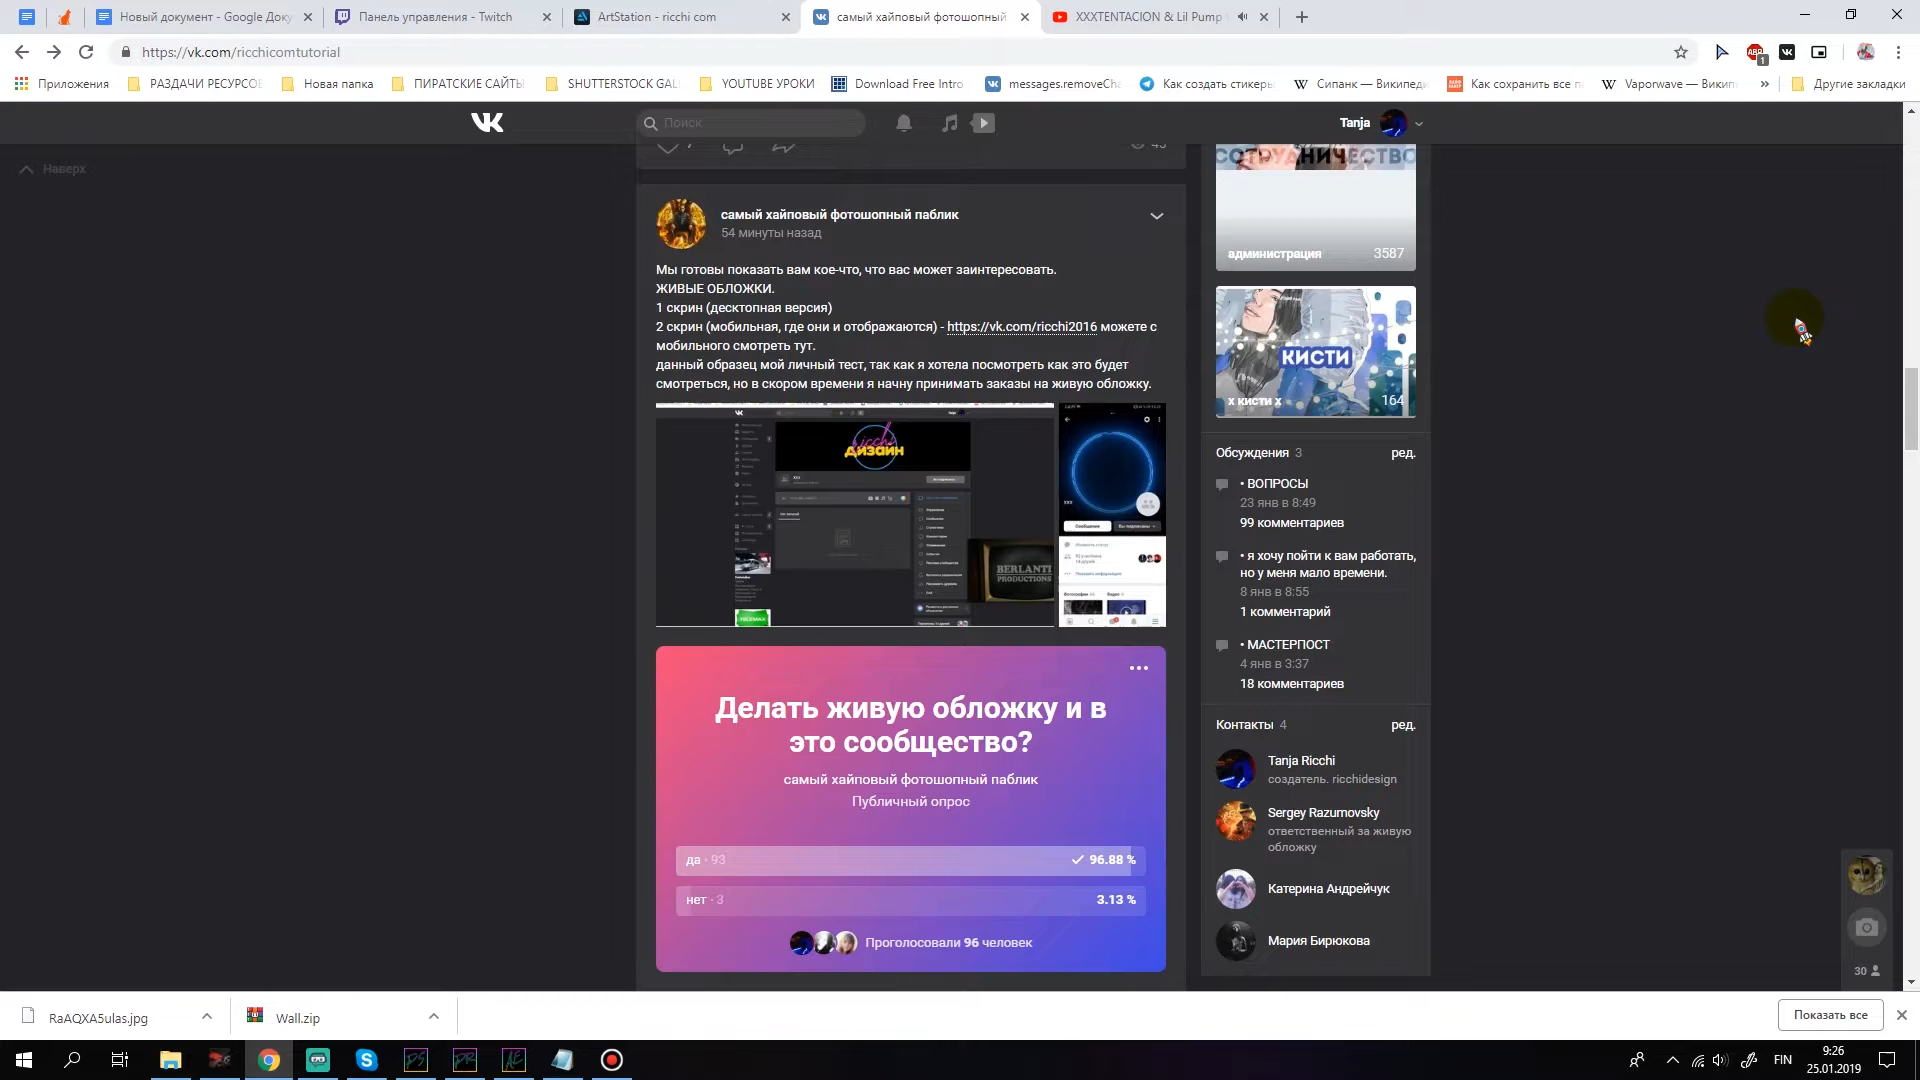 Новый документ - Google Доку
Панель управления - Twitch
ArtStation - ricchi com
самый хайповый фотошопный
XXXTENTACION & Lil Pump
https://vk.com/ricchicomtutorial
Приложения
РАЗДАЧИ РЕСУРСО
Новая папка
ПИРАТСКИЕ САЙТЫ
SHUTTERSTOCK GAL
YOUTUBE УРОКИ
Download Free Intro
messages.removeCha
Как создать стикеры
Сипанк — Википеди
Как сохранить все п
Vaporwave — Викип
»
Другие закладки
Поиск
Tanja
Наверх
самый хайповый фотошопный паблик
54 минуты назад
Мы готовы показать вам кое-что, что вас может заинтересовать.
ЖИВЫЕ ОБЛОЖКИ.
1 скрин (десктопная версия)
2 скрин (мобильная, где они и отображаются) - https://vk.com/ricchi2016 можете с
мобильного смотреть тут.
данный образец мой личный тест, так как я хотела посмотреть как это будет
смотреться, но в скором времени я начну принимать заказы на живую обложку.
ricchi
дизайн
BERLANTI
PRODUCTIONS
Делать живую обложку и в
это сообщество?
самый хайповый фотошопный паблик
Публичный опрос
да · 93
96.88 %
нет · 3
3.13 %
Проголосовали 96 человек
СОТРУДНИЧЕСТВО
администрация 3587
КИСТИ
х кисти х 164
Обсуждения 3 ред.
• ВОПРОСЫ
23 янв в 8:49
99 комментариев
• я хочу пойти к вам работать,
но у меня мало времени.
8 янв в 8:55
1 комментарий
• МАСТЕРПОСТ
4 янв в 3:37
18 комментариев
Контакты 4 ред.
Tanja Ricchi
создатель. ricchidesign
Sergey Razumovsky
ответственный за живую
обложку
Катерина Андрейчук
Мария Бирюкова
30
RaAQXA5ulas.jpg
Wall.zip
Показать все
FIN
9:26
25.01.2019